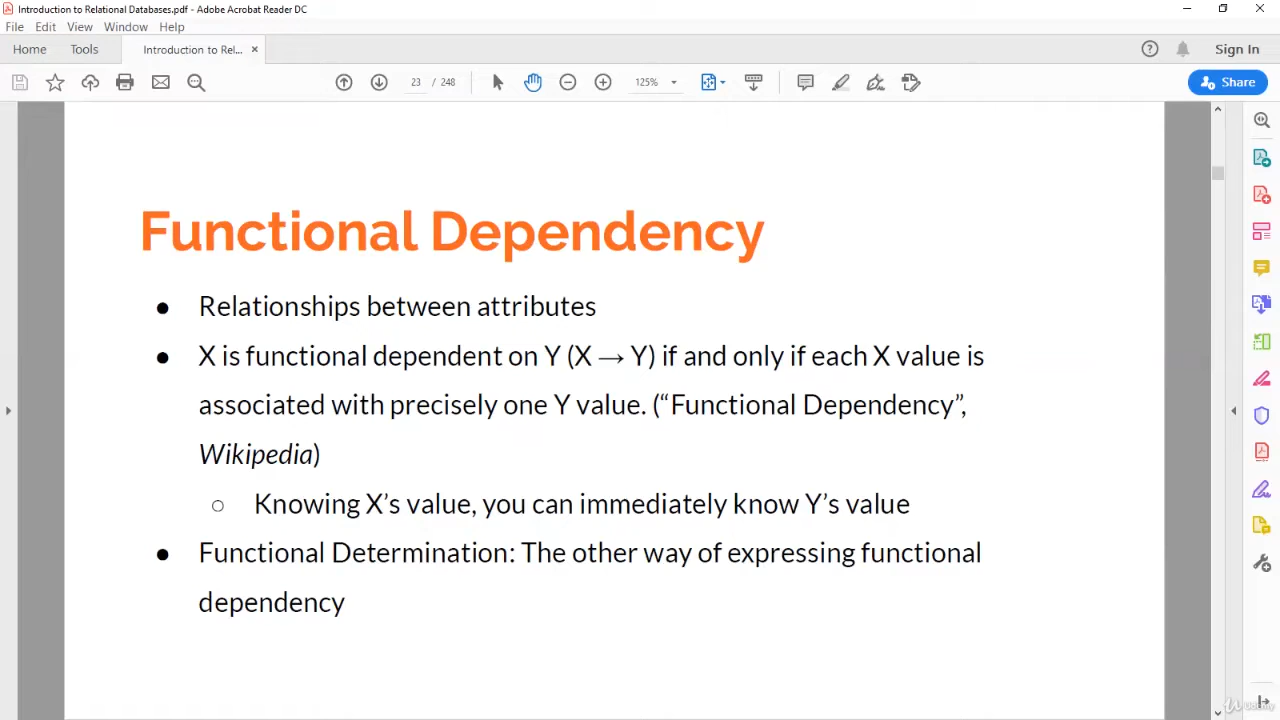 Introduction to Relational Databases.pdf - Adobe Acrobat Reader DC
File Edit View Window Help
Home Tools Introduction to Rel... × Sign In
23 / 248 125% Share
Functional Dependency
● Relationships between attributes
● X is functional dependent on Y (X → Y) if and only if each X value is
associated with precisely one Y value. (“Functional Dependency”,
Wikipedia)
○ Knowing X’s value, you can immediately know Y’s value
● Functional Determination: The other way of expressing functional
dependency
Udemy